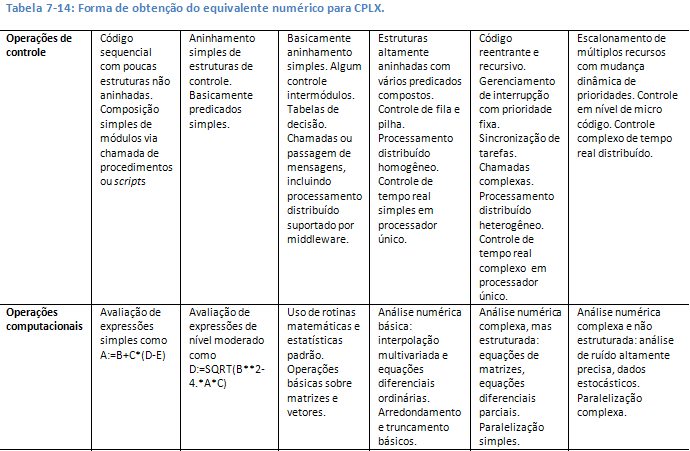 Tabela 7-14: Forma de obtenção do equivalente numérico para CPLX.
Operações de
controle
Código
sequencial
com poucas
estruturas não
aninhadas.
Composição
simples de
módulos via
chamada de
procedimentos
ou scripts
Aninhamento
simples de
estruturas de
controle.
Basicamente
predicados
simples.
Basicamente
aninhamento
simples. Algum
controle
intermódulos.
Tabelas de
decisão.
Chamadas ou
passagem de
mensagens,
incluindo
processamento
distribuído
suportado por
middleware.
Estruturas
altamente
aninhadas com
vários predicados
compostos.
Controle de fila e
pilha.
Processamento
distribuído
homogêneo.
Controle de
tempo real
simples em
processador
único.
Código
reentrante e
recursivo.
Gerenciamento
de interrupção
com prioridade
fixa.
Sincronização de
tarefas.
Chamadas
complexas.
Processamento
distribuído
heterogêneo.
Controle de
tempo real
complexo em
processador
único.
Escalonamento de
múltiplos recursos
com mudança
dinâmica de
prioridades. Controle
em nível de micro
código. Controle
complexo de tempo
real distribuído.
Operações
computacionais
Avaliação de
expressões
simples como
A:=B+C*(D-E)
Avaliação de
expressões de
nível moderado
como
D:=SQRT(B**2-
4.*A*C)
Uso de rotinas
matemáticas e
estatísticas
padrão.
Operações
básicas sobre
matrizes e
vetores.
Análise numérica
básica:
interpolação
multivariada e
equações
diferenciais
ordinárias.
Arredondamento
e truncamento
básicos.
Análise numérica
complexa, mas
estruturada:
equações de
matrizes,
equações
diferenciais
parciais.
Paralelização
simples.
Análise numérica
complexa e não
estruturada: análise
de ruído altamente
precisa, dados
estocásticos.
Paralelização
complexa.